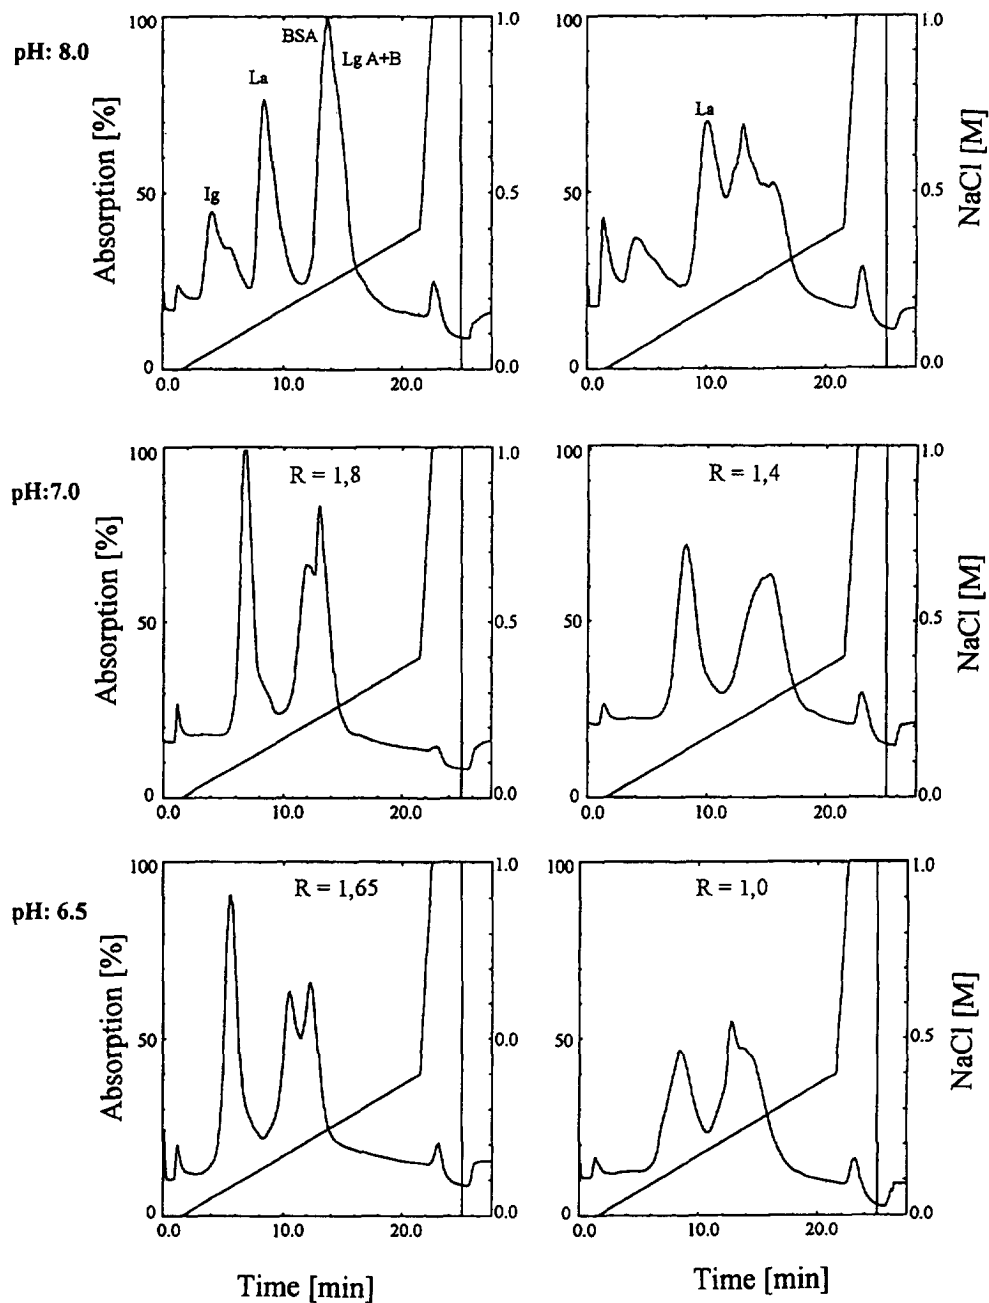 pH: 8.0
Absorption [%]
100
50
0
Ig
La
BSA
Lg A+B
1.0
0.5
0.0
0.0 10.0 20.0
La
1.0
0.5
0.0
NaCl [M]
0.0 10.0 20.0
pH:7.0
Absorption [%]
100
50
0
R = 1,8
1.0
0.5
0.0
0.0 10.0 20.0
100
50
0
R = 1,4
1.0
0.5
0.0
NaCl [M]
0.0 10.0 20.0
pH: 6.5
Absorption [%]
100
50
0
R = 1,65
1.0
0.0
0.0
0.0 10.0 20.0
Time [min]
100
50
0
R = 1,0
1.0
0.5
0.0
NaCl [M]
0.0 10.0 20.0
Time [min]
100
50
0